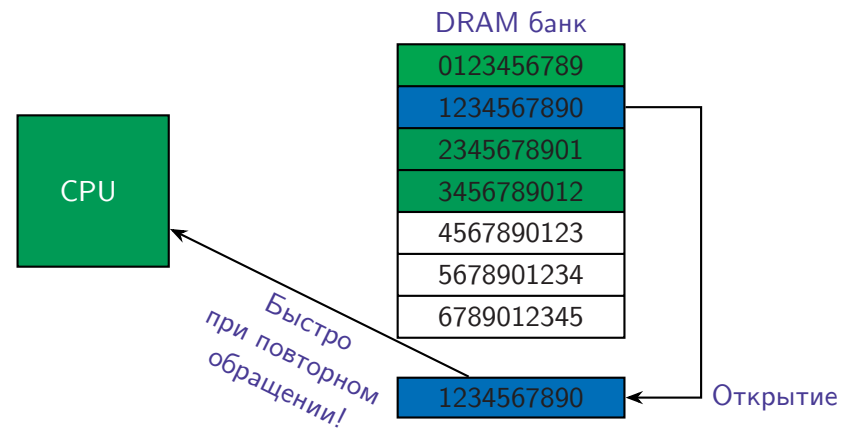 DRAM банк
0123456789
1234567890
2345678901
3456789012
4567890123
5678901234
6789012345
CPU
Быстро
при повторном
обращении!
1234567890
Открытие